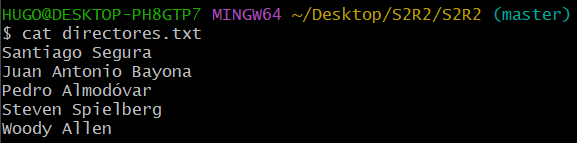 HUGO@DESKTOP-PH8GTP7 MINGW64 ~/Desktop/S2R2/S2R2 (master)
$ cat directores.txt
Santiago Segura
Juan Antonio Bayona
Pedro Almodóvar
Steven Spielberg
Woody Allen